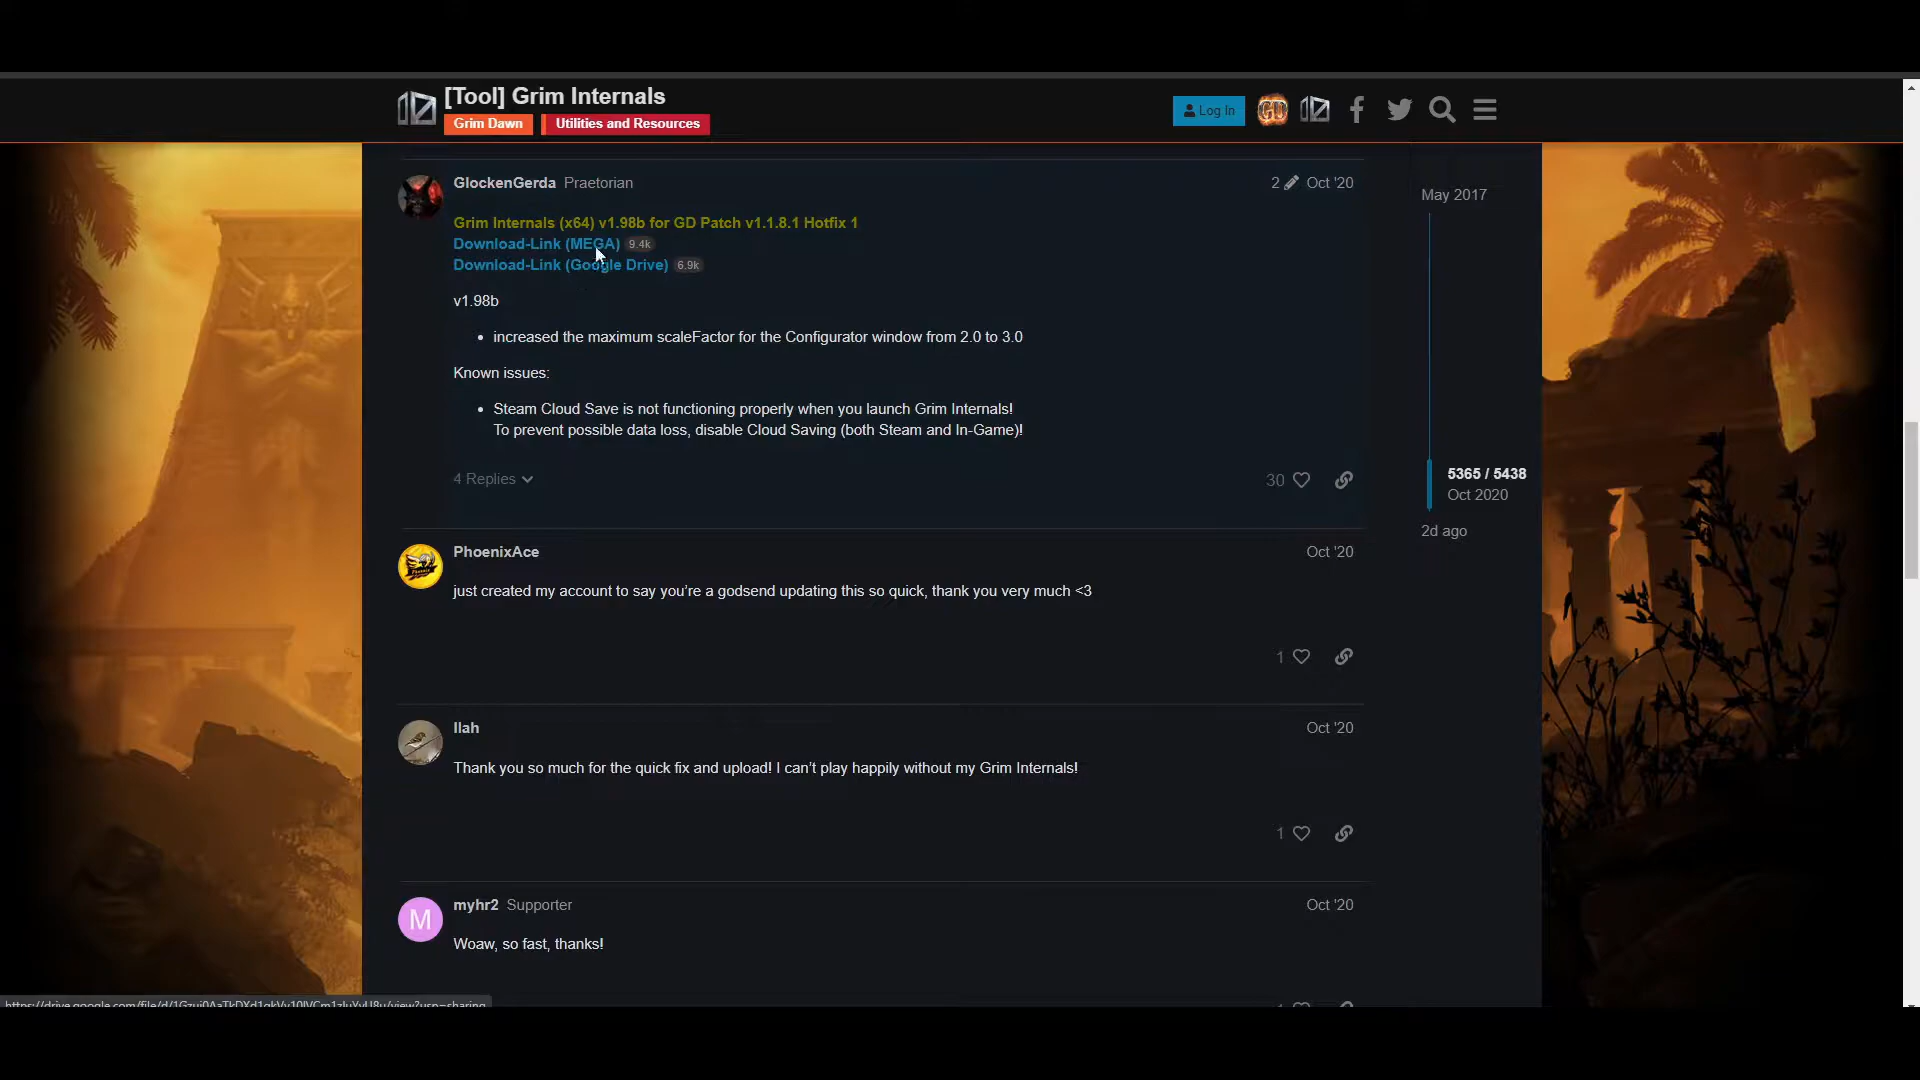 [Tool] Grim Internals
Grim Dawn
Utilities and Resources
Log In
GlockenGerda Praetorian
2
Oct '20
Grim Internals (x64) v1.98b for GD Patch v1.1.8.1 Hotfix 1
Download-Link (MEGA) 9.4k
Download-Link (Google Drive) 6.9k
v1.98b
• increased the maximum scaleFactor for the Configurator window from 2.0 to 3.0
Known issues:
• Steam Cloud Save is not functioning properly when you launch Grim Internals!
To prevent possible data loss, disable Cloud Saving (both Steam and In-Game)!
4 Replies
30
May 2017
5365 / 5438
Oct 2020
2d ago
PhoenixAce
Oct '20
just created my account to say you're a godsend updating this so quick, thank you very much <3
1
Oct '20
Thank you so much for the quick fix and upload! I can't play happily without my Grim Internals!
1
M
myhr2 Supporter
Oct '20
Woaw, so fast, thanks!